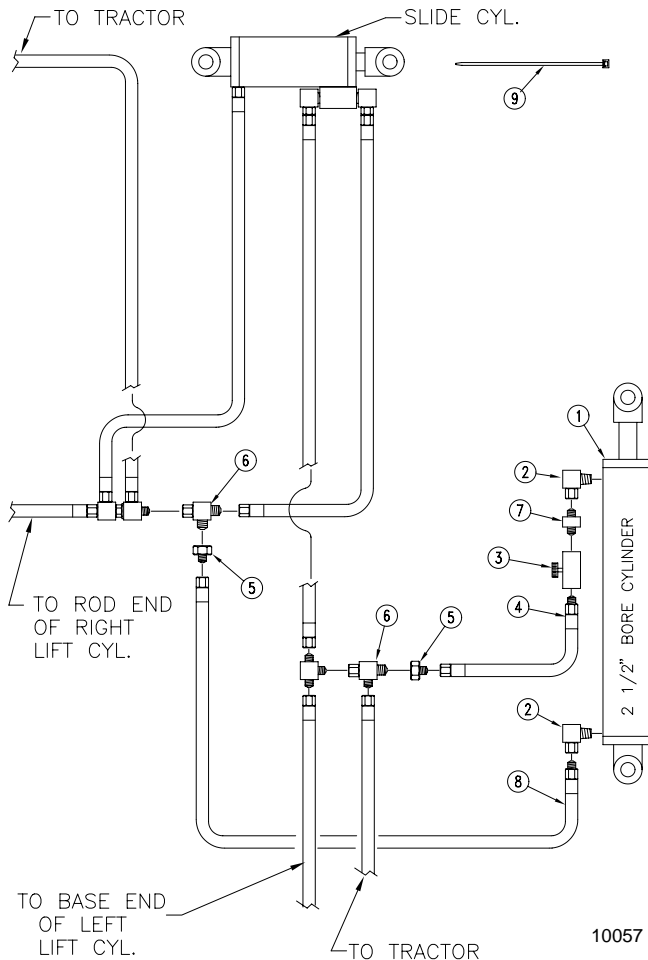 TO TRACTOR
SLIDE CYL.
9
1
2
6
7
3
5
4
TO ROD END
OF RIGHT
LIFT CYL.
6
5
2 1/2" BORE CYLINDER
2
8
TO BASE END
OF LEFT
LIFT CYL.
TO TRACTOR
10057